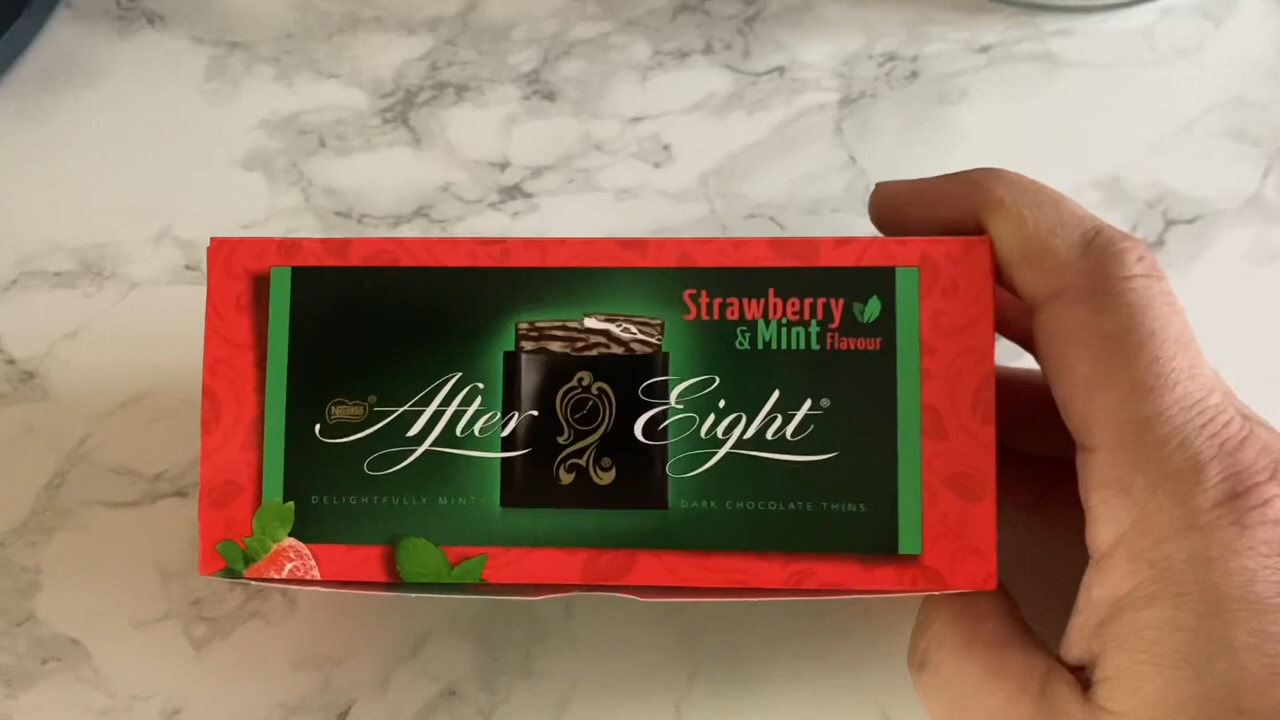 Strawberry
& Mint Flavour
Nestlé® After Eight®
DELIGHTFULLY MINTY DARK CHOCOLATE THINS